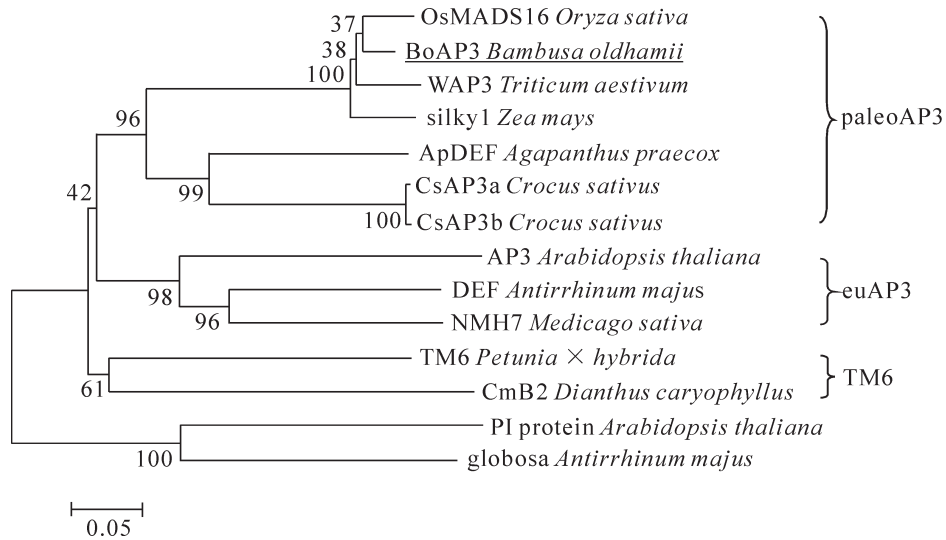 OsMADS16 Oryza sativa
37
BoAP3 Bambusa oldhamii
38
WAP3 Triticum aestivum
100
silky1 Zea mays
paleoAP3
96
ApDEF Agapanthus praecox
99
CsAP3a Crocus sativus
100
CsAP3b Crocus sativus
42
AP3 Arabidopsis thaliana
98
DEF Antirrhinum majus
euAP3
96
NMH7 Medicago sativa
TM6 Petunia × hybrida
TM6
61
CmB2 Dianthus caryophyllus
PI protein Arabidopsis thaliana
100
globosa Antirrhinum majus
0.05